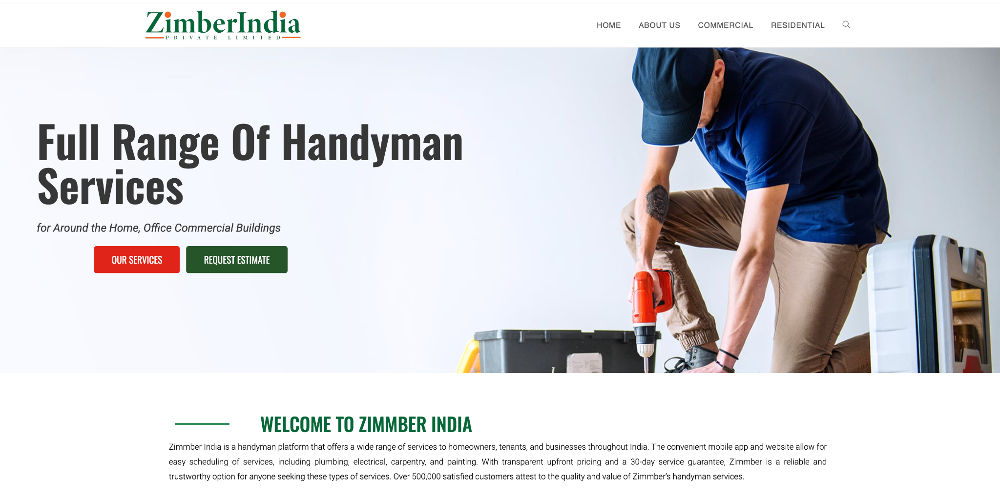 ZimberIndia
PRIVATE LIMITED
HOME ABOUT US COMMERCIAL RESIDENTIAL
Full Range Of Handyman
Services
for Around the Home, Office Commercial Buildings
OUR SERVICES REQUEST ESTIMATE
WELCOME TO ZIMMBER INDIA
Zimmber India is a handyman platform that offers a wide range of services to homeowners, tenants, and businesses throughout India. The convenient mobile app and website allow for
easy scheduling of services, including plumbing, electrical, carpentry, and painting. With transparent upfront pricing and a 30-day service guarantee, Zimmber is a reliable and
trustworthy option for anyone seeking these types of services. Over 500,000 satisfied customers attest to the quality and value of Zimmber's handyman services.